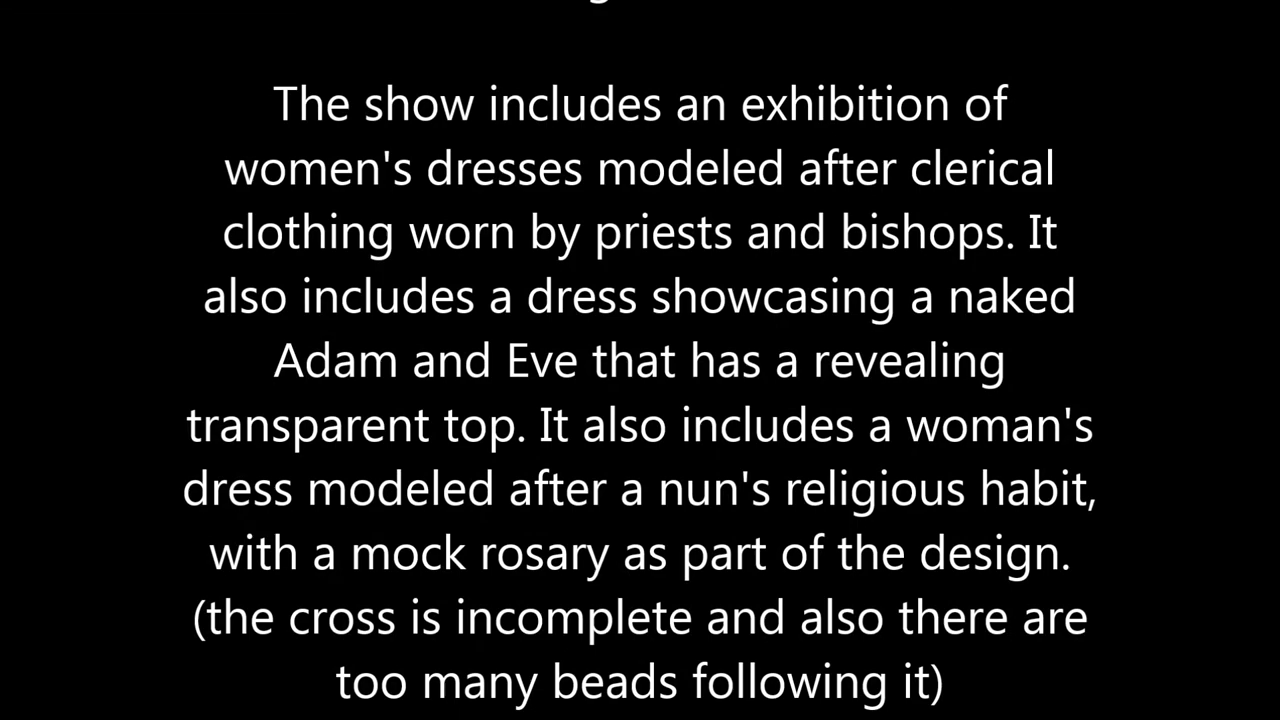 The show includes an exhibition of
women's dresses modeled after clerical
clothing worn by priests and bishops. It
also includes a dress showcasing a naked
Adam and Eve that has a revealing
transparent top. It also includes a woman's
dress modeled after a nun's religious habit,
with a mock rosary as part of the design.
(the cross is incomplete and also there are
too many beads following it)